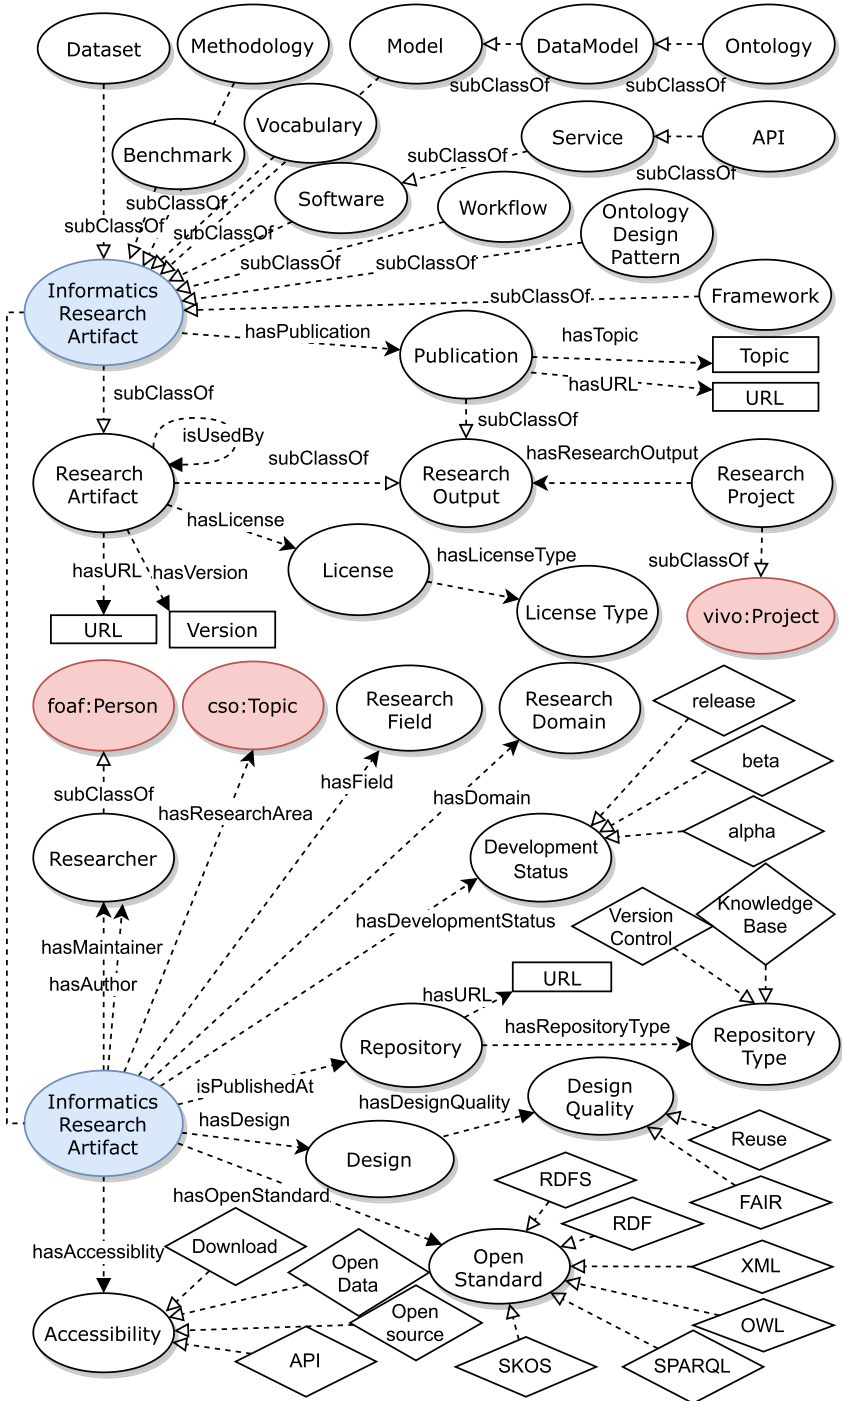 Dataset
Methodology
Model
DataModel
Ontology
subClassOf
subClassOf
Vocabulary
Benchmark
Service
API
subClassOf
subClassOf
Software
Workflow
Ontology
Design
Pattern
subClassOf
subClassOf
subClassOf
subClassOf
subClassOf
Informatics
Research
Artifact
subClassOf
Framework
hasPublication
Publication
hasTopic
Topic
hasURL
URL
subClassOf
subClassOf
isUsedBy
Research
Artifact
subClassOf
Research
Output
hasResearchOutput
Research
Project
hasLicense
License
hasLicenseType
License Type
subClassOf
vivo:Project
hasURL
hasVersion
URL
Version
foaf:Person
cso:Topic
Research
Field
Research
Domain
release
beta
alpha
subClassOf
hasResearchArea
hasField
hasDomain
Researcher
Development
Status
hasDevelopmentStatus
Version
Control
Knowledge
Base
hasMaintainer
hasAuthor
hasURL
URL
Repository
hasRepositoryType
Repository
Type
isPublishedAt
Informatics
Research
Artifact
hasDesign
hasDesignQuality
Design
Quality
Design
Reuse
FAIR
hasOpenStandard
RDFS
RDF
XML
OWL
SPARQL
SKOS
Open
Standard
hasAccessiblity
Download
Open
Data
Open
source
API
Accessibility